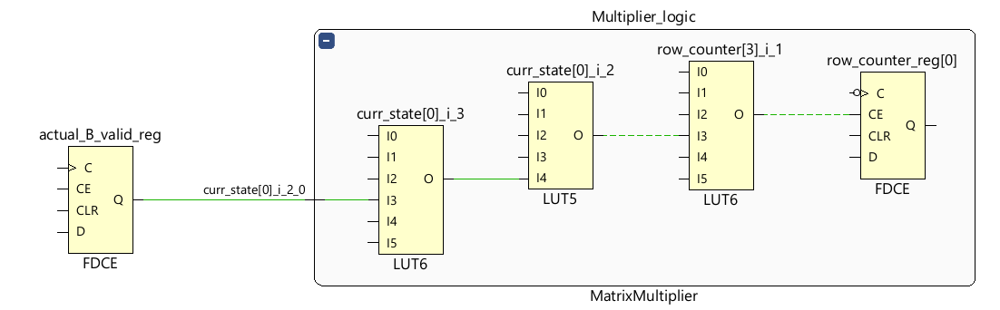 Multiplier_logic
actual_B_valid_reg
C
CE
CLR
D
Q
FDCE
curr_state[0]_i_2_0
curr_state[0]_i_3
I0
I1
I2
I3
I4
I5
O
LUT6
curr_state[0]_i_2
I0
I1
I2
I3
I4
O
LUT5
row_counter[3]_i_1
I0
I1
I2
I3
I4
I5
O
LUT6
row_counter_reg[0]
C
CE
CLR
D
Q
FDCE
MatrixMultiplier